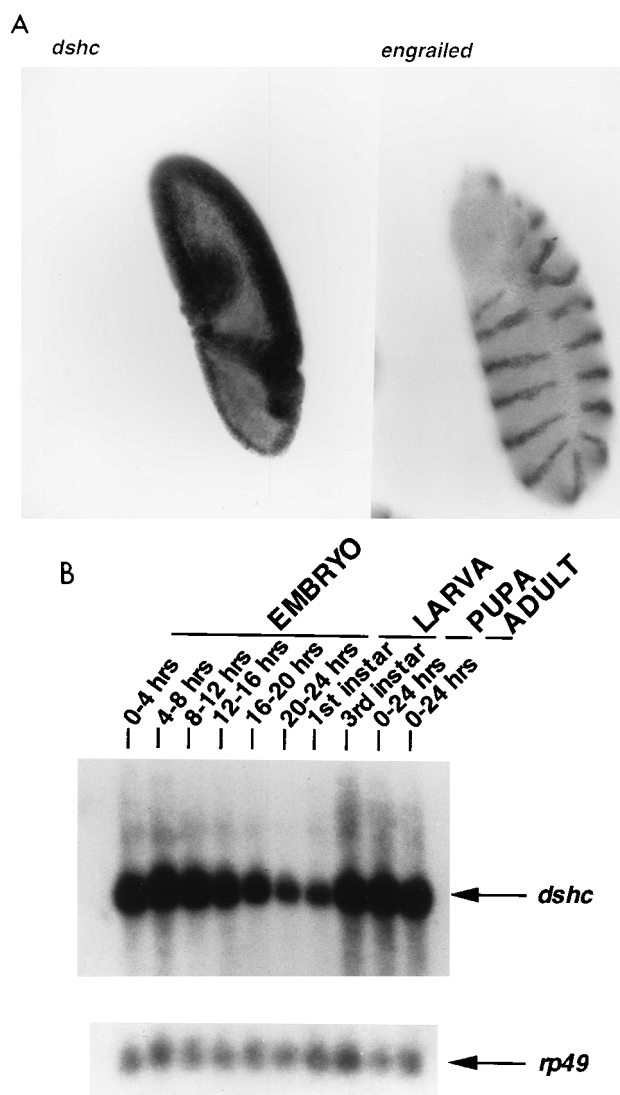 A
dshc engrailed
B
EMBRYO LARVA PUPA ADULT
0-4 hrs
4-8 hrs
8-12 hrs
12-16 hrs
16-20 hrs
20-24 hrs
1st instar
3rd instar
0-24 hrs
0-24 hrs
dshc
rp49